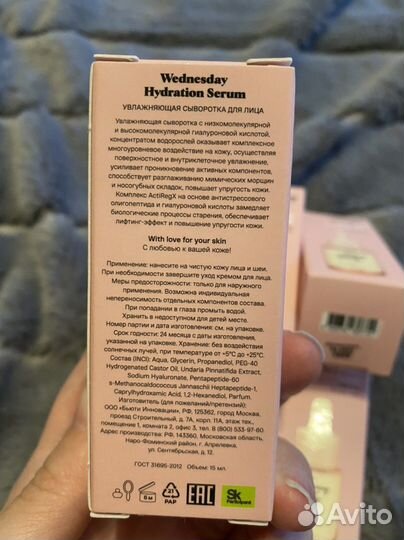 Wednesday
Hydration Serum
УВЛАЖНЯЮЩАЯ СЫВОРОТКА ДЛЯ ЛИЦА
Увлажняющая сыворотка с низкомолекулярной
и высокомолекулярной гиалуроновой кислотой,
концентратом водорослей оказывает комплексное
многоуровневое воздействие на кожу, осуществляя
поверхностное и внутриклеточное увлажнение,
усиливает проникновение активных компонентов,
способствует разглаживанию мимических морщин
и носогубных складок, повышает упругость кожи.
Комплекс ActiRegX на основе антистрессового
олигопептида и гиалуроновой кислоты замедляет
биологические процессы старения, обеспечивает
лифтинг-эффект и повышение упругости кожи.
With love for your skin
С любовью к вашей коже!
Применение: нанесите на чистую кожу лица и шеи.
При необходимости завершите уход кремом для лица.
Меры предосторожности: только для наружного
применения. Возможна индивидуальная
непереносимость отдельных компонентов состава.
При попадании в глаза промыть водой.
Хранить в недоступном для детей месте.
Номер партии и дата изготовления: см. на упаковке.
Срок годности: 24 месяца с даты изготовления,
указанной на упаковке. Хранение: без воздействия
солнечных лучей, при температуре от +5°C до +25°C.
Состав (INCI): Aqua, Glycerin, Propanediol, PEG-40
Hydrogenated Castor Oil, Undaria Pinnatifida Extract,
Sodium Hyaluronate, Pentapeptide-60
s-Methanocaldococcus Jannaschii Heptapeptide-1,
Caprylhydroxamic Acid, 1,2-Hexanediol, Parfum.
Изготовитель (для пожеланий/претензий):
ООО «Бьюти Инновации», РФ, 125362, город Москва,
проезд Строительный, д. 7А, корп. 11А, этаж тех.,
помещение 1, комната 2, офис 3, тел. 8 (800) 533-97-60.
Адрес производства: РФ, 143360, Московская область,
Наро-Фоминский район, г. Апрелевка,
ул. Сентябрьская, д. 12.
ГОСТ 31695-2012 Объем: 15 мл.
6 M
21
PAP
EAC
Sk
Participant
Avito